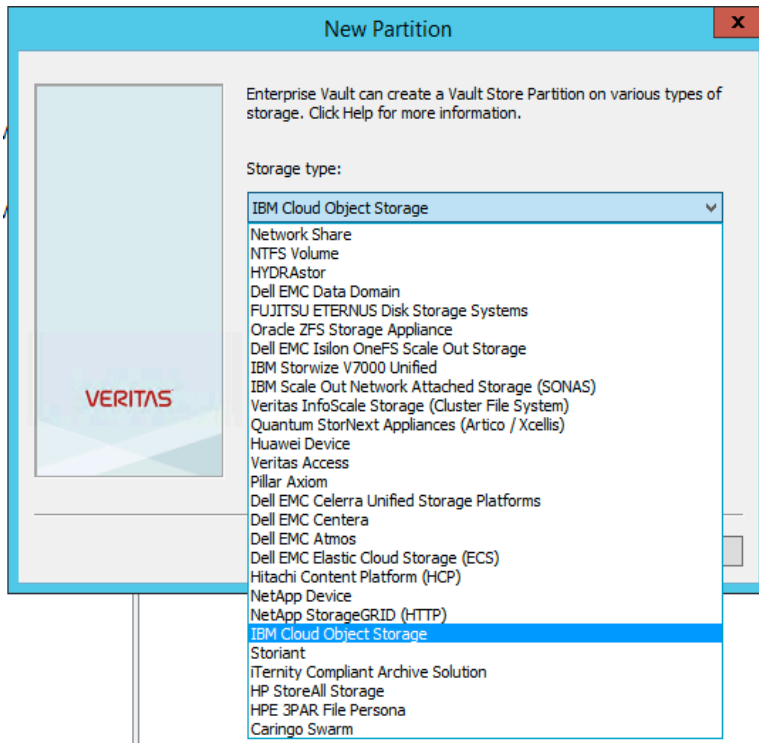 New Partition
x
Enterprise Vault can create a Vault Store Partition on various types of
storage. Click Help for more information.
Storage type:
IBM Cloud Object Storage
Network Share
NTFS Volume
HYDRAstor
Dell EMC Data Domain
FUJITSU ETERNUS Disk Storage Systems
Oracle ZFS Storage Appliance
Dell EMC Isilon OneFS Scale Out Storage
IBM Storwize V7000 Unified
IBM Scale Out Network Attached Storage (SONAS)
Veritas InfoScale Storage (Cluster File System)
Quantum StorNext Appliances (Artico / Xcellis)
Huawei Device
Veritas Access
Pillar Axiom
Dell EMC Celerra Unified Storage Platforms
Dell EMC Centera
Dell EMC Atmos
Dell EMC Elastic Cloud Storage (ECS)
Hitachi Content Platform (HCP)
NetApp Device
NetApp StorageGRID (HTTP)
IBM Cloud Object Storage
Storiant
iTernity Compliant Archive Solution
HP StoreAll Storage
HPE 3PAR File Persona
Caringo Swarm
VERITAS